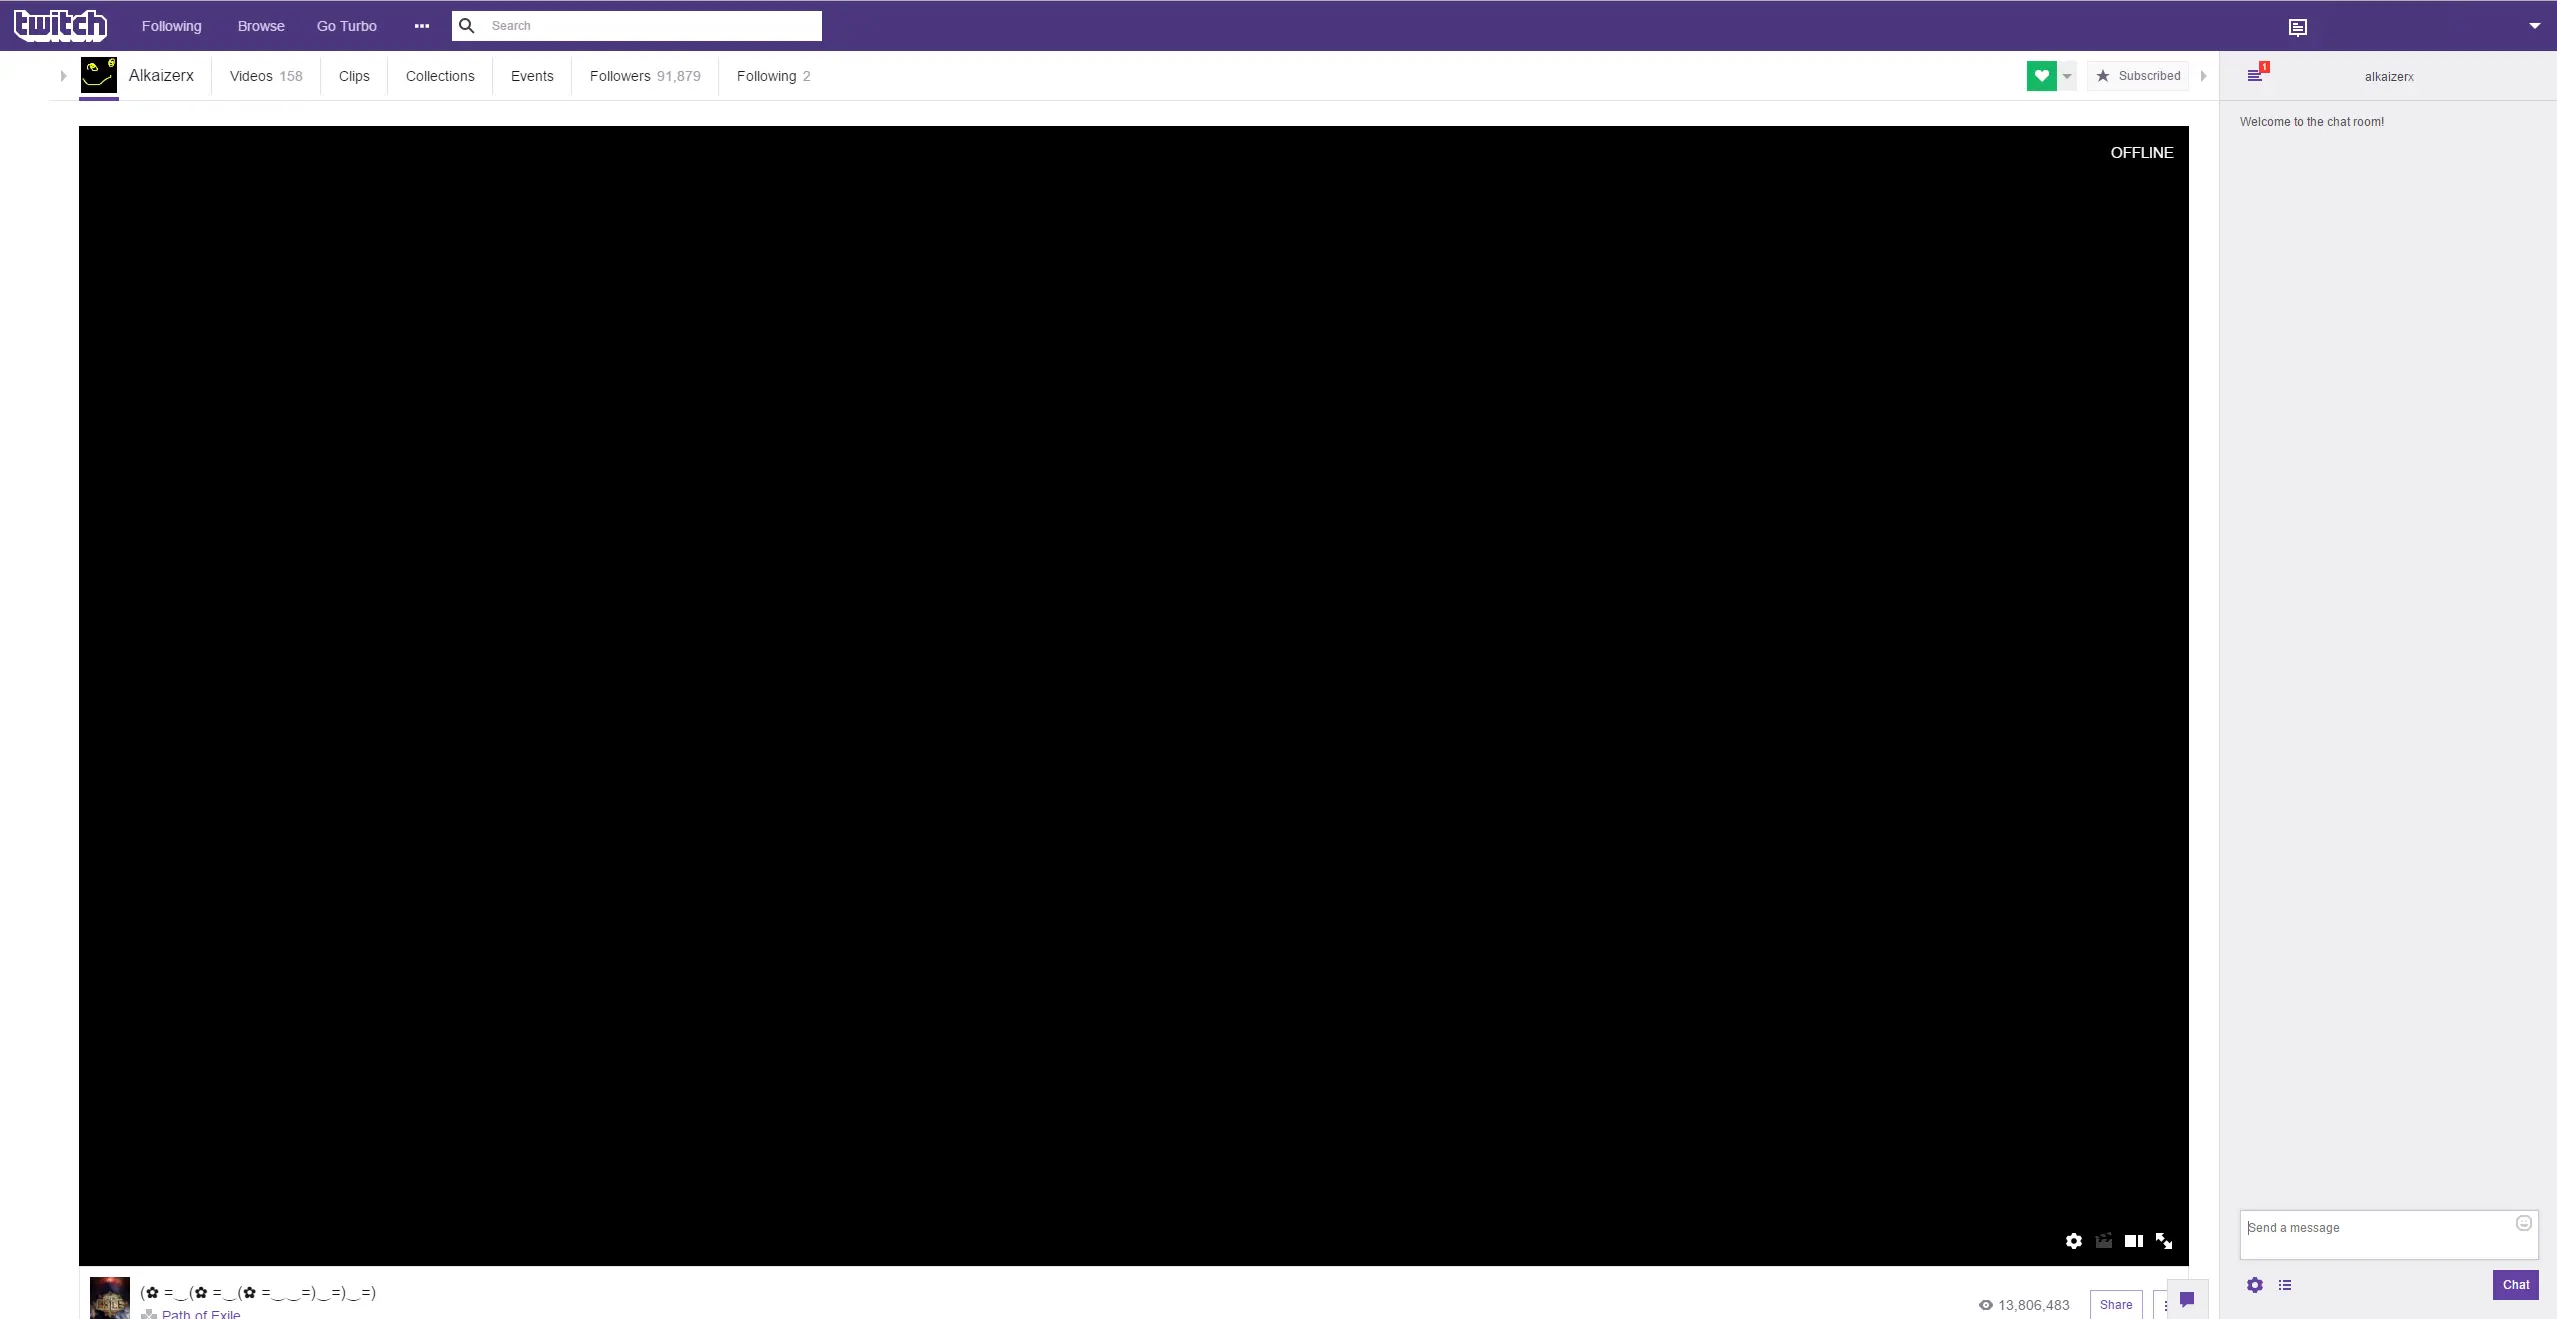 twitch Following Browse Go Turbo Search
Alkaizerx Videos 158 Clips Collections Events Followers 91,879 Following 2 Subscribed 1 alkaizerx
Welcome to the chat room!
OFFLINE
Send a message
(✿ =‿(✿ =‿(✿ =‿‿=)‿=)‿=)
Path of Exile
13,806,483 Share Chat